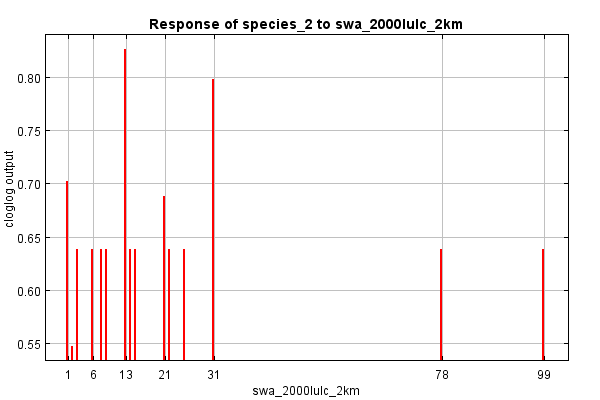 Response of species_2 to swa_2000lulc_2km
cloglog output
0.80
0.75
0.70
0.65
0.60
0.55
1 6 13 21 31 78 99
swa_2000lulc_2km